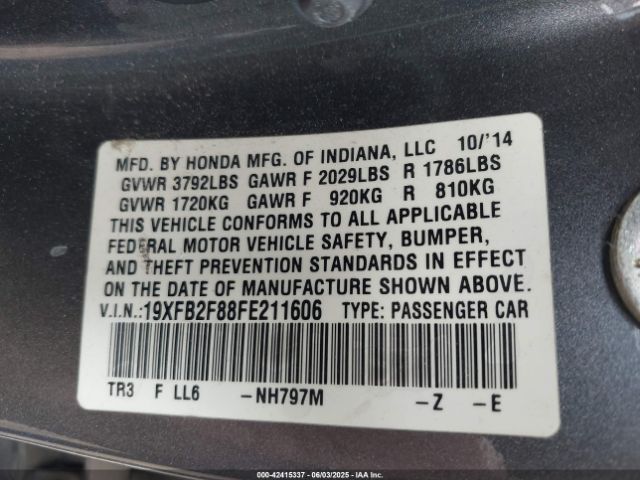 MFD. BY HONDA MFG. OF INDIANA, LLC 10/'14
GVWR 3792LBS GAWR F 2029LBS R 1786LBS
GVWR 1720KG GAWR F 920KG R 810KG
THIS VEHICLE CONFORMS TO ALL APPLICABLE
FEDERAL MOTOR VEHICLE SAFETY, BUMPER,
AND THEFT PREVENTION STANDARDS IN EFFECT
ON THE DATE OF MANUFACTURE SHOWN ABOVE.
V.I.N.:19XFB2F88FE211606 TYPE: PASSENGER CAR
TR3 F LL6 -NH797M -Z -E
000-42415337 - 06/03/2025 - IAAI.COM